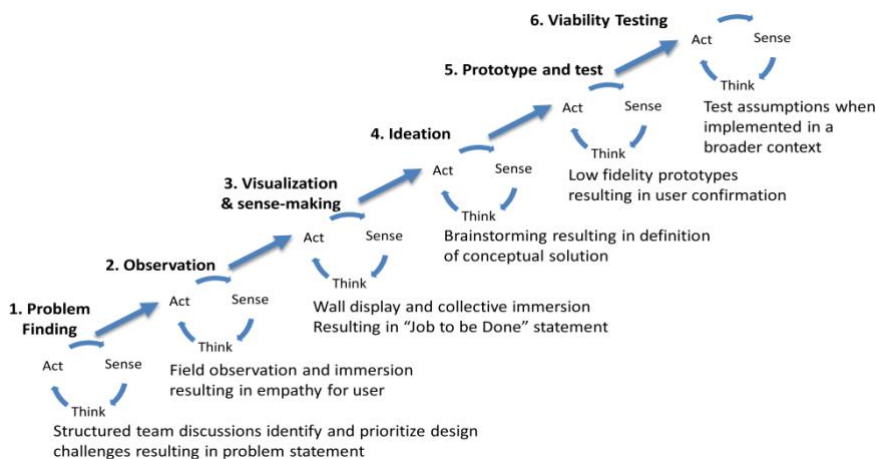 1. Problem
Finding
Act
Sense
Think
Structured team discussions identify and prioritize design
challenges resulting in problem statement
2. Observation
Act
Sense
Think
Field observation and immersion
resulting in empathy for user
3. Visualization
& sense-making
Act
Sense
Think
Wall display and collective immersion
Resulting in “Job to be Done” statement
4. Ideation
Act
Sense
Think
Brainstorming resulting in definition
of conceptual solution
5. Prototype and test
Act
Sense
Think
Low fidelity prototypes
resulting in user confirmation
6. Viability Testing
Act
Sense
Think
Test assumptions when
implemented in a
broader context